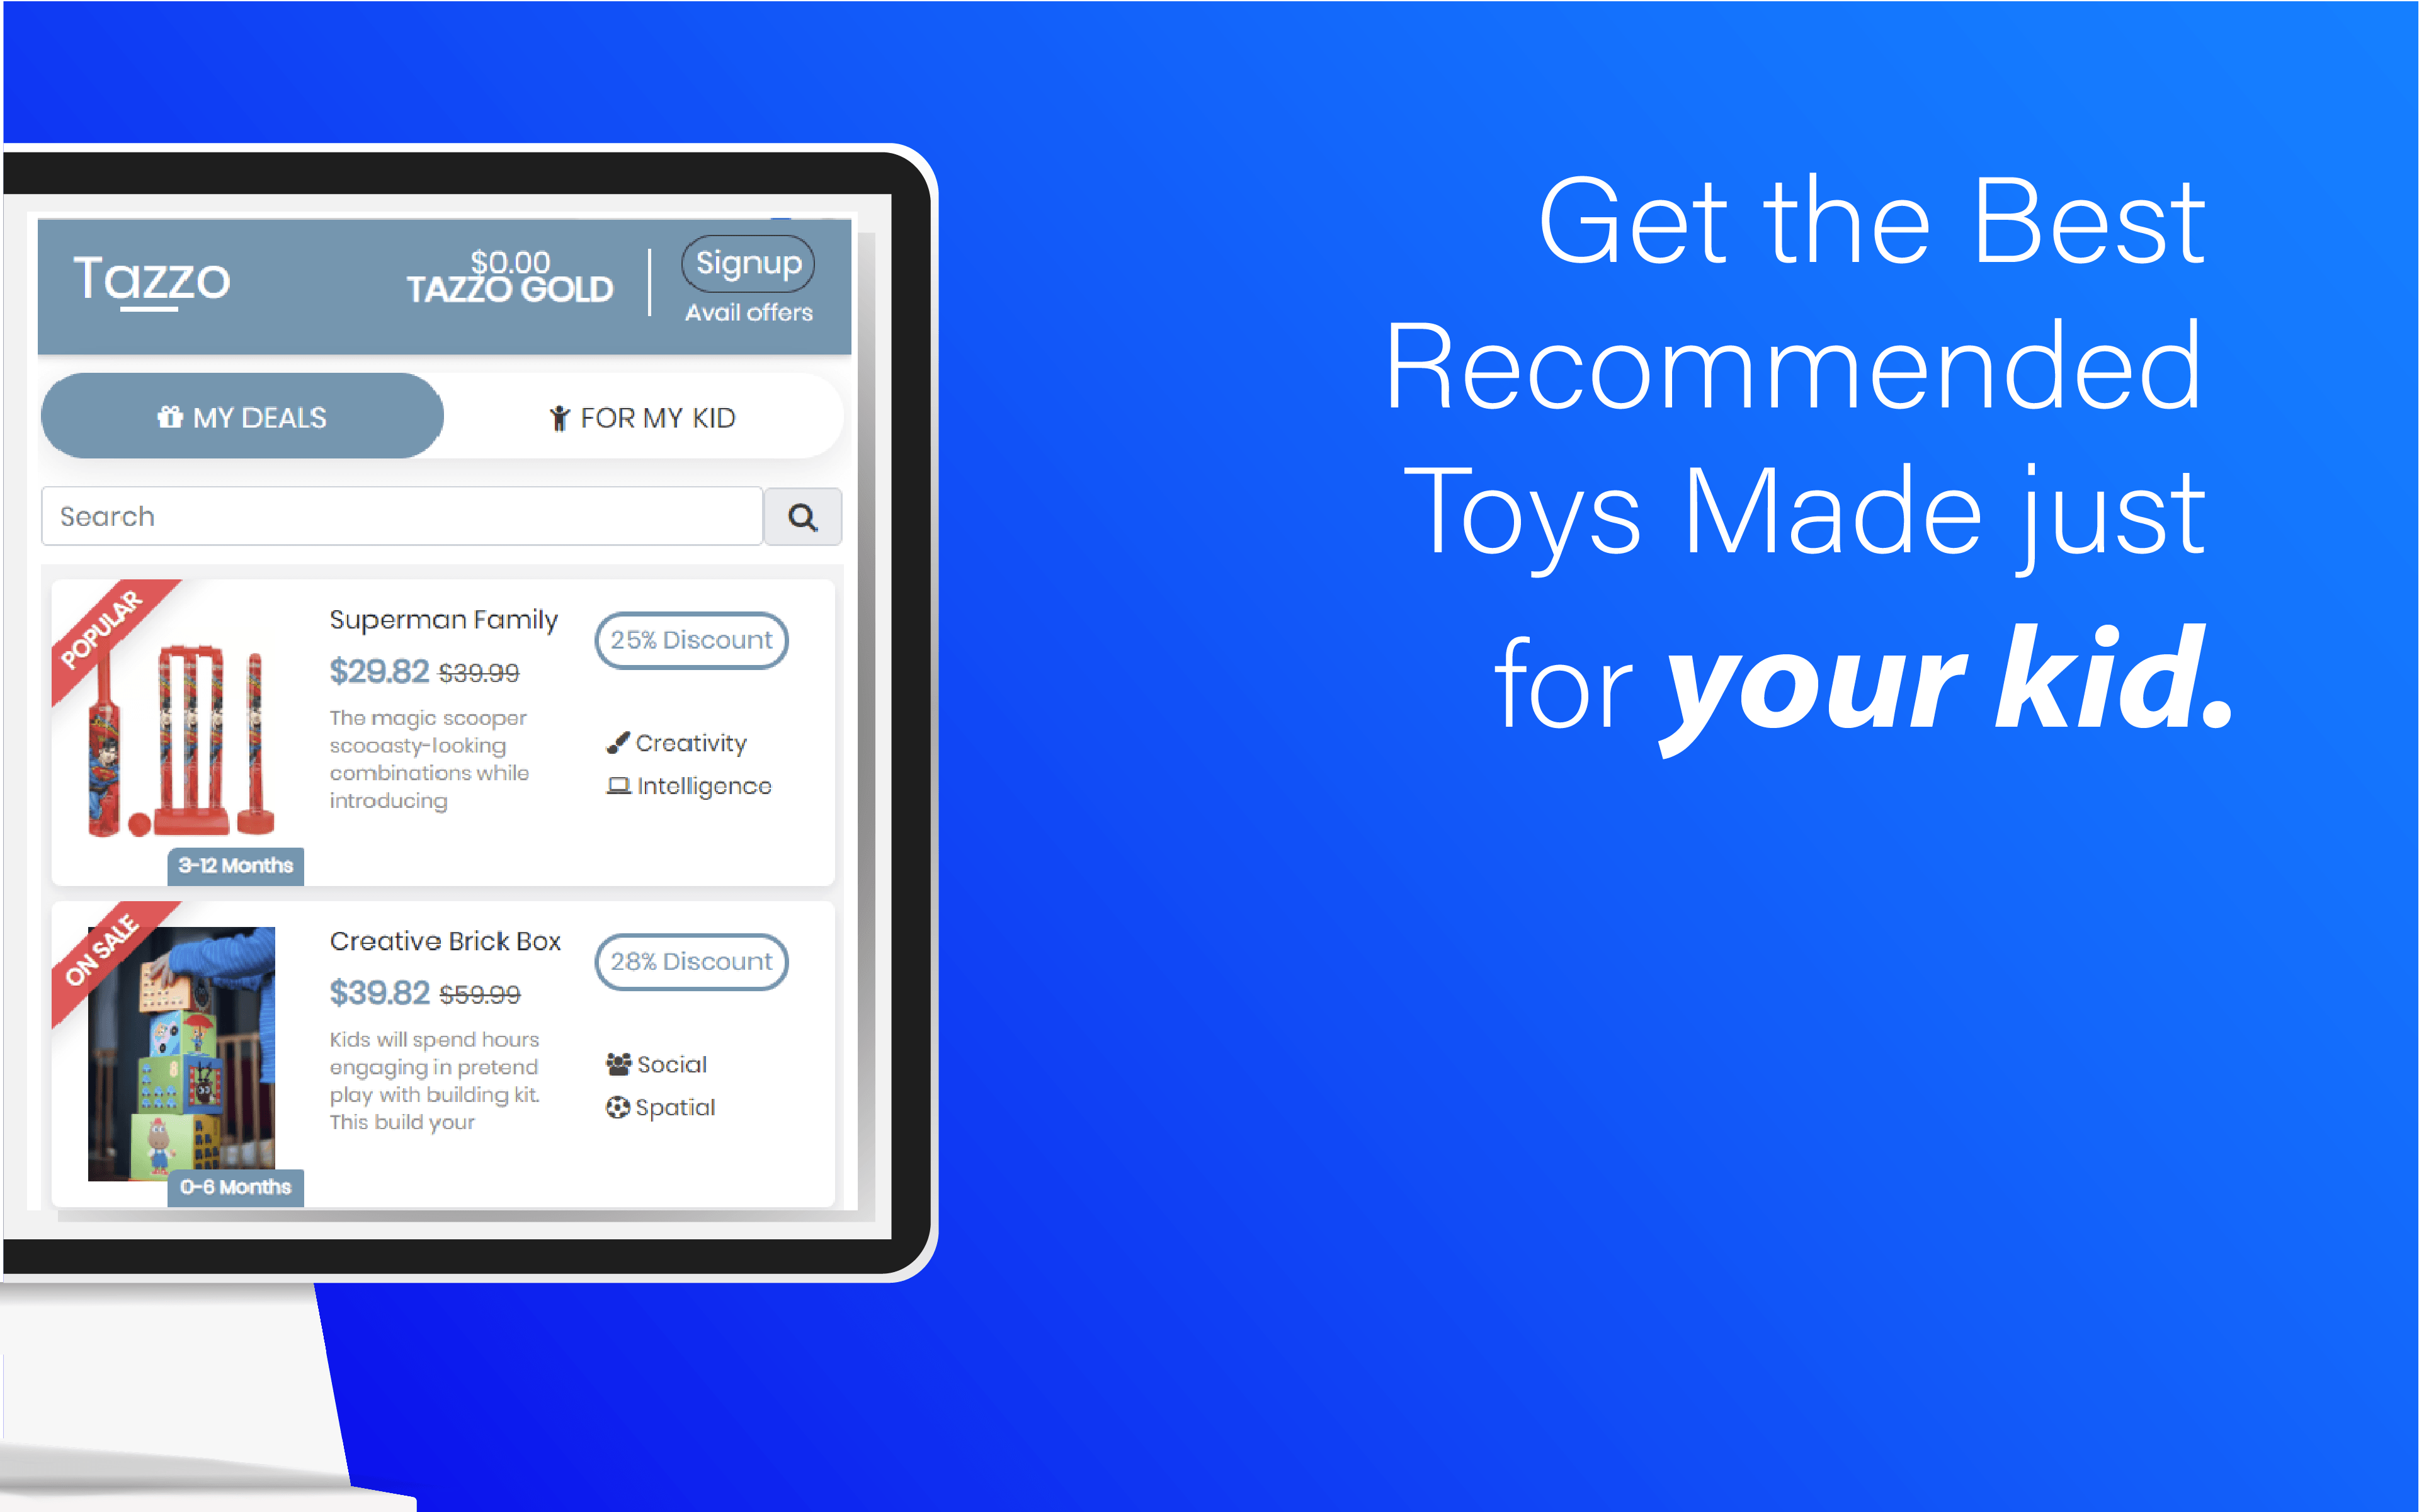 Get the Best
Recommended
Toys Made just
for your kid.
Tazzo
$0.00
TAZZO GOLD
Signup
Avail offers
MY DEALS
FOR MY KID
Search
POPULAR
Superman Family
$29.82 $39.99
25% Discount
The magic scooper
scooasty-looking
combinations while
introducing
Creativity
Intelligence
3-12 Months
ON SALE
Creative Brick Box
$39.82 $59.99
28% Discount
Kids will spend hours
engaging in pretend
play with building kit.
This build your
Social
Spatial
0-6 Months